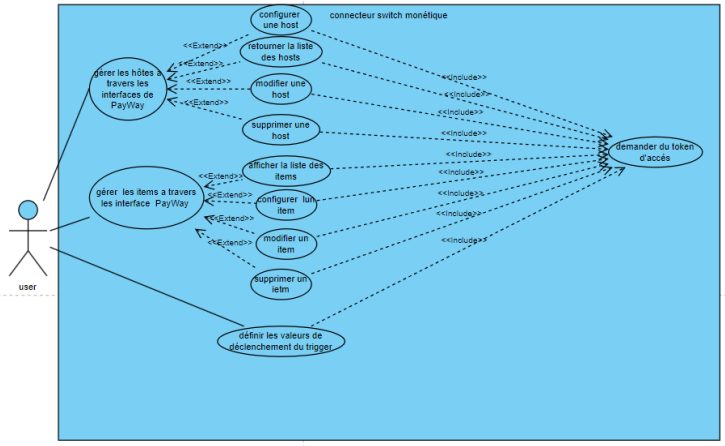 configurer
une host
connecteur switch monétique
<<Extend>>
retourner la liste
des hosts
gérer les hôtes a
travers les
interfaces de
PayWay
<<Extend>>
<<Extend>>
modifier une
host
<<Include>>
<<Extend>>
<<Include>>
<<Include>>
supprimer une
host
<<Include>>
demander du token
d'accés
afficher la liste des
items
<<Include>>
<<Extend>>
<<Include>>
gérer les items a travers
les interface PayWay
<<Extend>>
configurer lun
item
<<Include>>
<<Include>>
<<Extend>>
modifier un
item
<<Include>>
supprimer un
ietm
user
définir les valeurs de
déclenchement du trigger